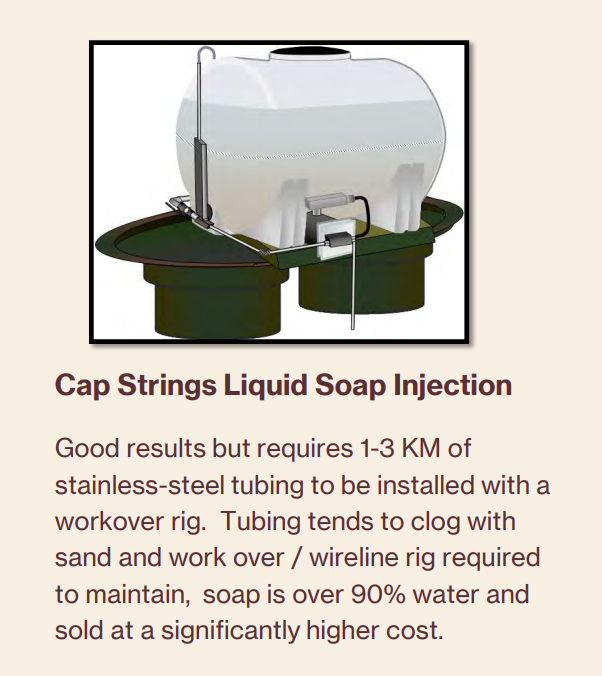 Cap Strings Liquid Soap Injection
Good results but requires 1-3 KM of
stainless-steel tubing to be installed with a
workover rig.  Tubing tends to clog with
sand and work over / wireline rig required
to maintain,  soap is over 90% water and
sold at a significantly higher cost.